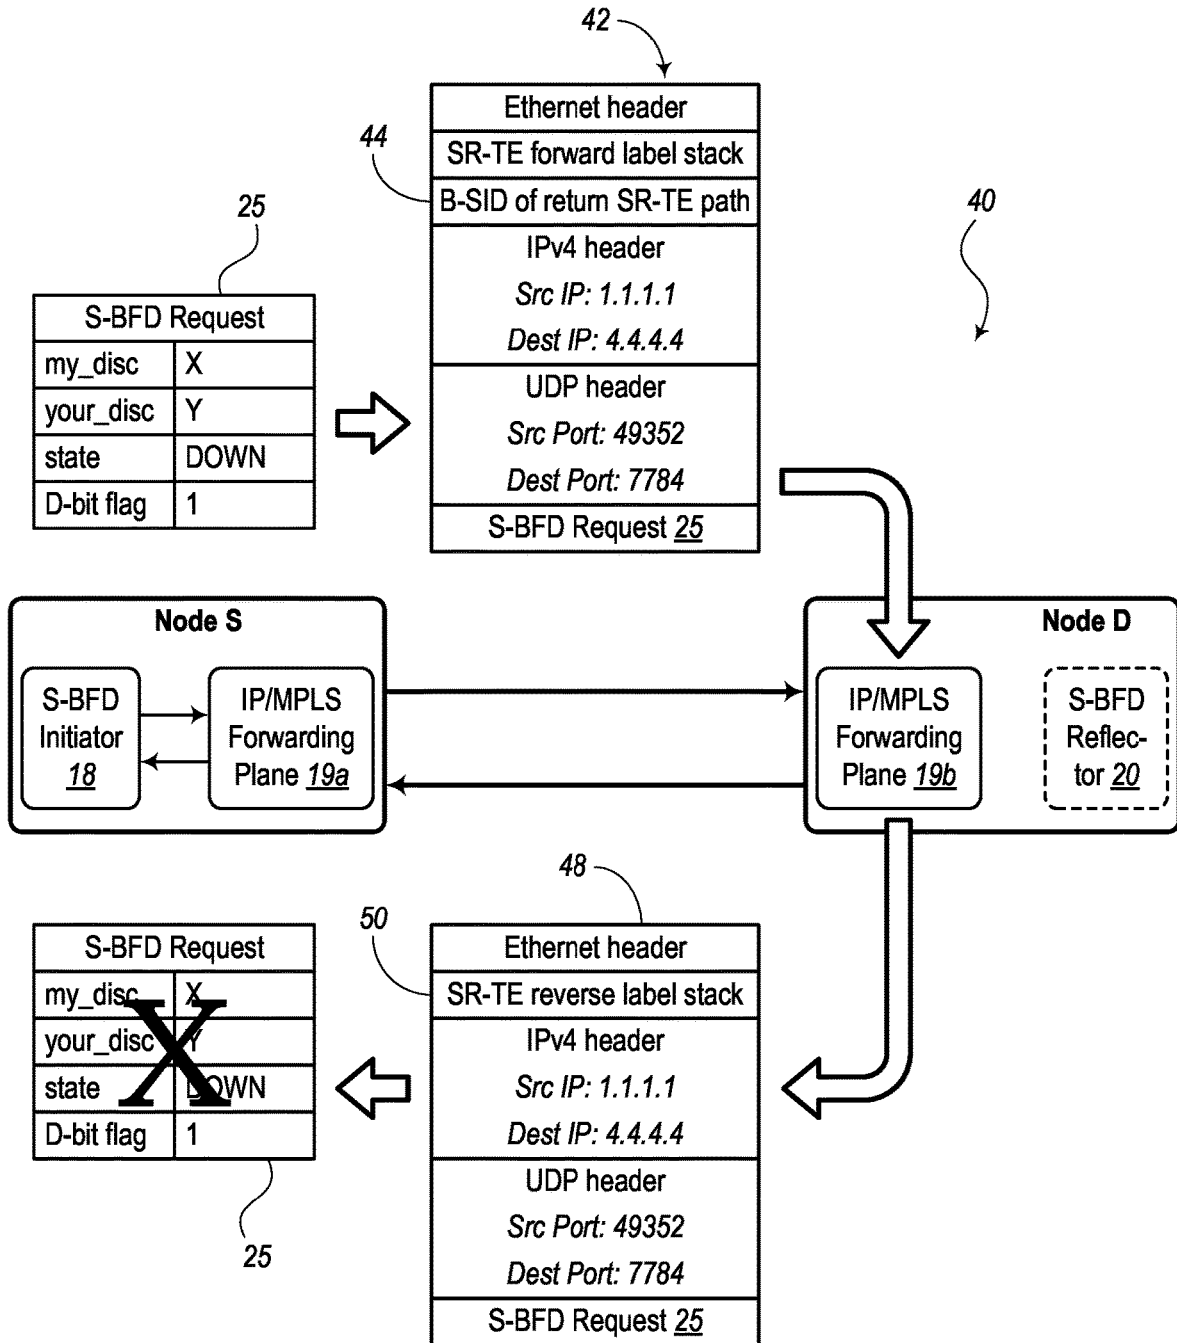 42
Ethernet header
44
SR-TE forward label stack
B-SID of return SR-TE path
25
40
IPv4 header
Src IP: 1.1.1.1
Dest IP: 4.4.4.4
S-BFD Request
my_disc X
your_disc Y
state DOWN
D-bit flag 1
UDP header
Src Port: 49352
Dest Port: 7784
S-BFD Request 25
Node S
S-BFD
Initiator
18
IP/MPLS
Forwarding
Plane 19a
Node D
IP/MPLS
Forwarding
Plane 19b
S-BFD
Reflec-
tor 20
48
50
Ethernet header
SR-TE reverse label stack
IPv4 header
Src IP: 1.1.1.1
Dest IP: 4.4.4.4
UDP header
Src Port: 49352
Dest Port: 7784
S-BFD Request 25
S-BFD Request
my_disc X
your_disc Y
state DOWN
D-bit flag 1
X
25